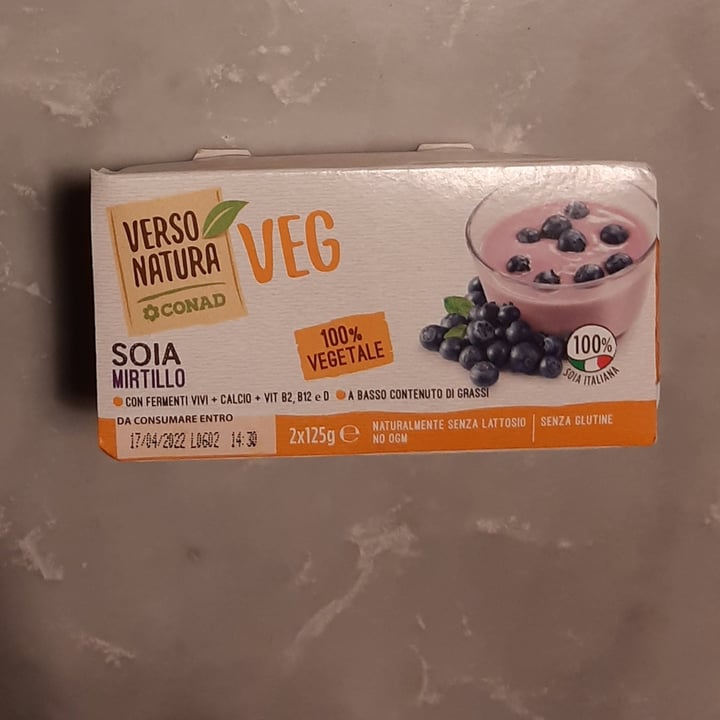 VERSO
NATURA
CONAD
VEG
SOIA
MIRTILLO
100%
VEGETALE
100%
SOIA ITALIANA
CON FERMENTI VIVI + CALCIO + VIT B2, B12 e D A BASSO CONTENUTO DI GRASSI
DA CONSUMARE ENTRO
17/04/2022 L0602 14:30
2x125g e
NATURALMENTE SENZA LATTOSIO
NO OGM
SENZA GLUTINE